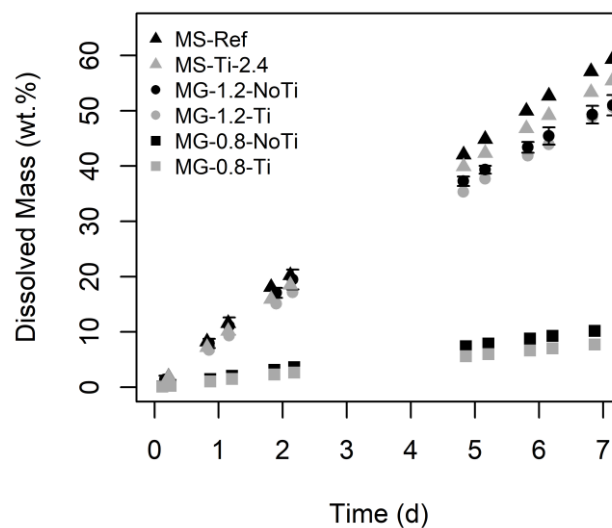 MS-Ref
MS-Ti-2.4
MG-1.2-NoTi
MG-1.2-Ti
MG-0.8-NoTi
MG-0.8-Ti
Dissolved Mass (wt.%)
60
50
40
30
20
10
0
0 1 2 3 4 5 6 7
Time (d)